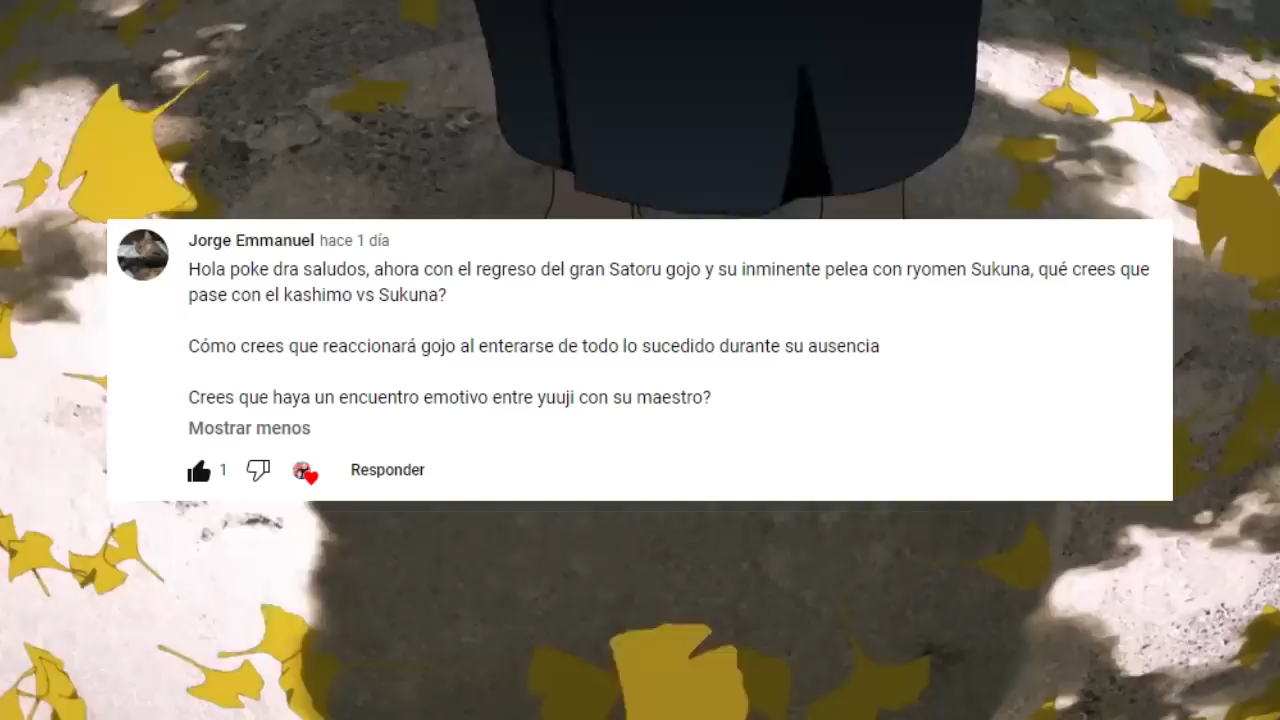 Jorge Emmanuel hace 1 día
Hola poke dra saludos, ahora con el regreso del gran Satoru gojo y su inminente pelea con ryomen Sukuna, qué crees que
pase con el kashimo vs Sukuna?
Cómo crees que reaccionará gojo al enterarse de todo lo sucedido durante su ausencia
Crees que haya un encuentro emotivo entre yuuji con su maestro?
Mostrar menos
1 Responder